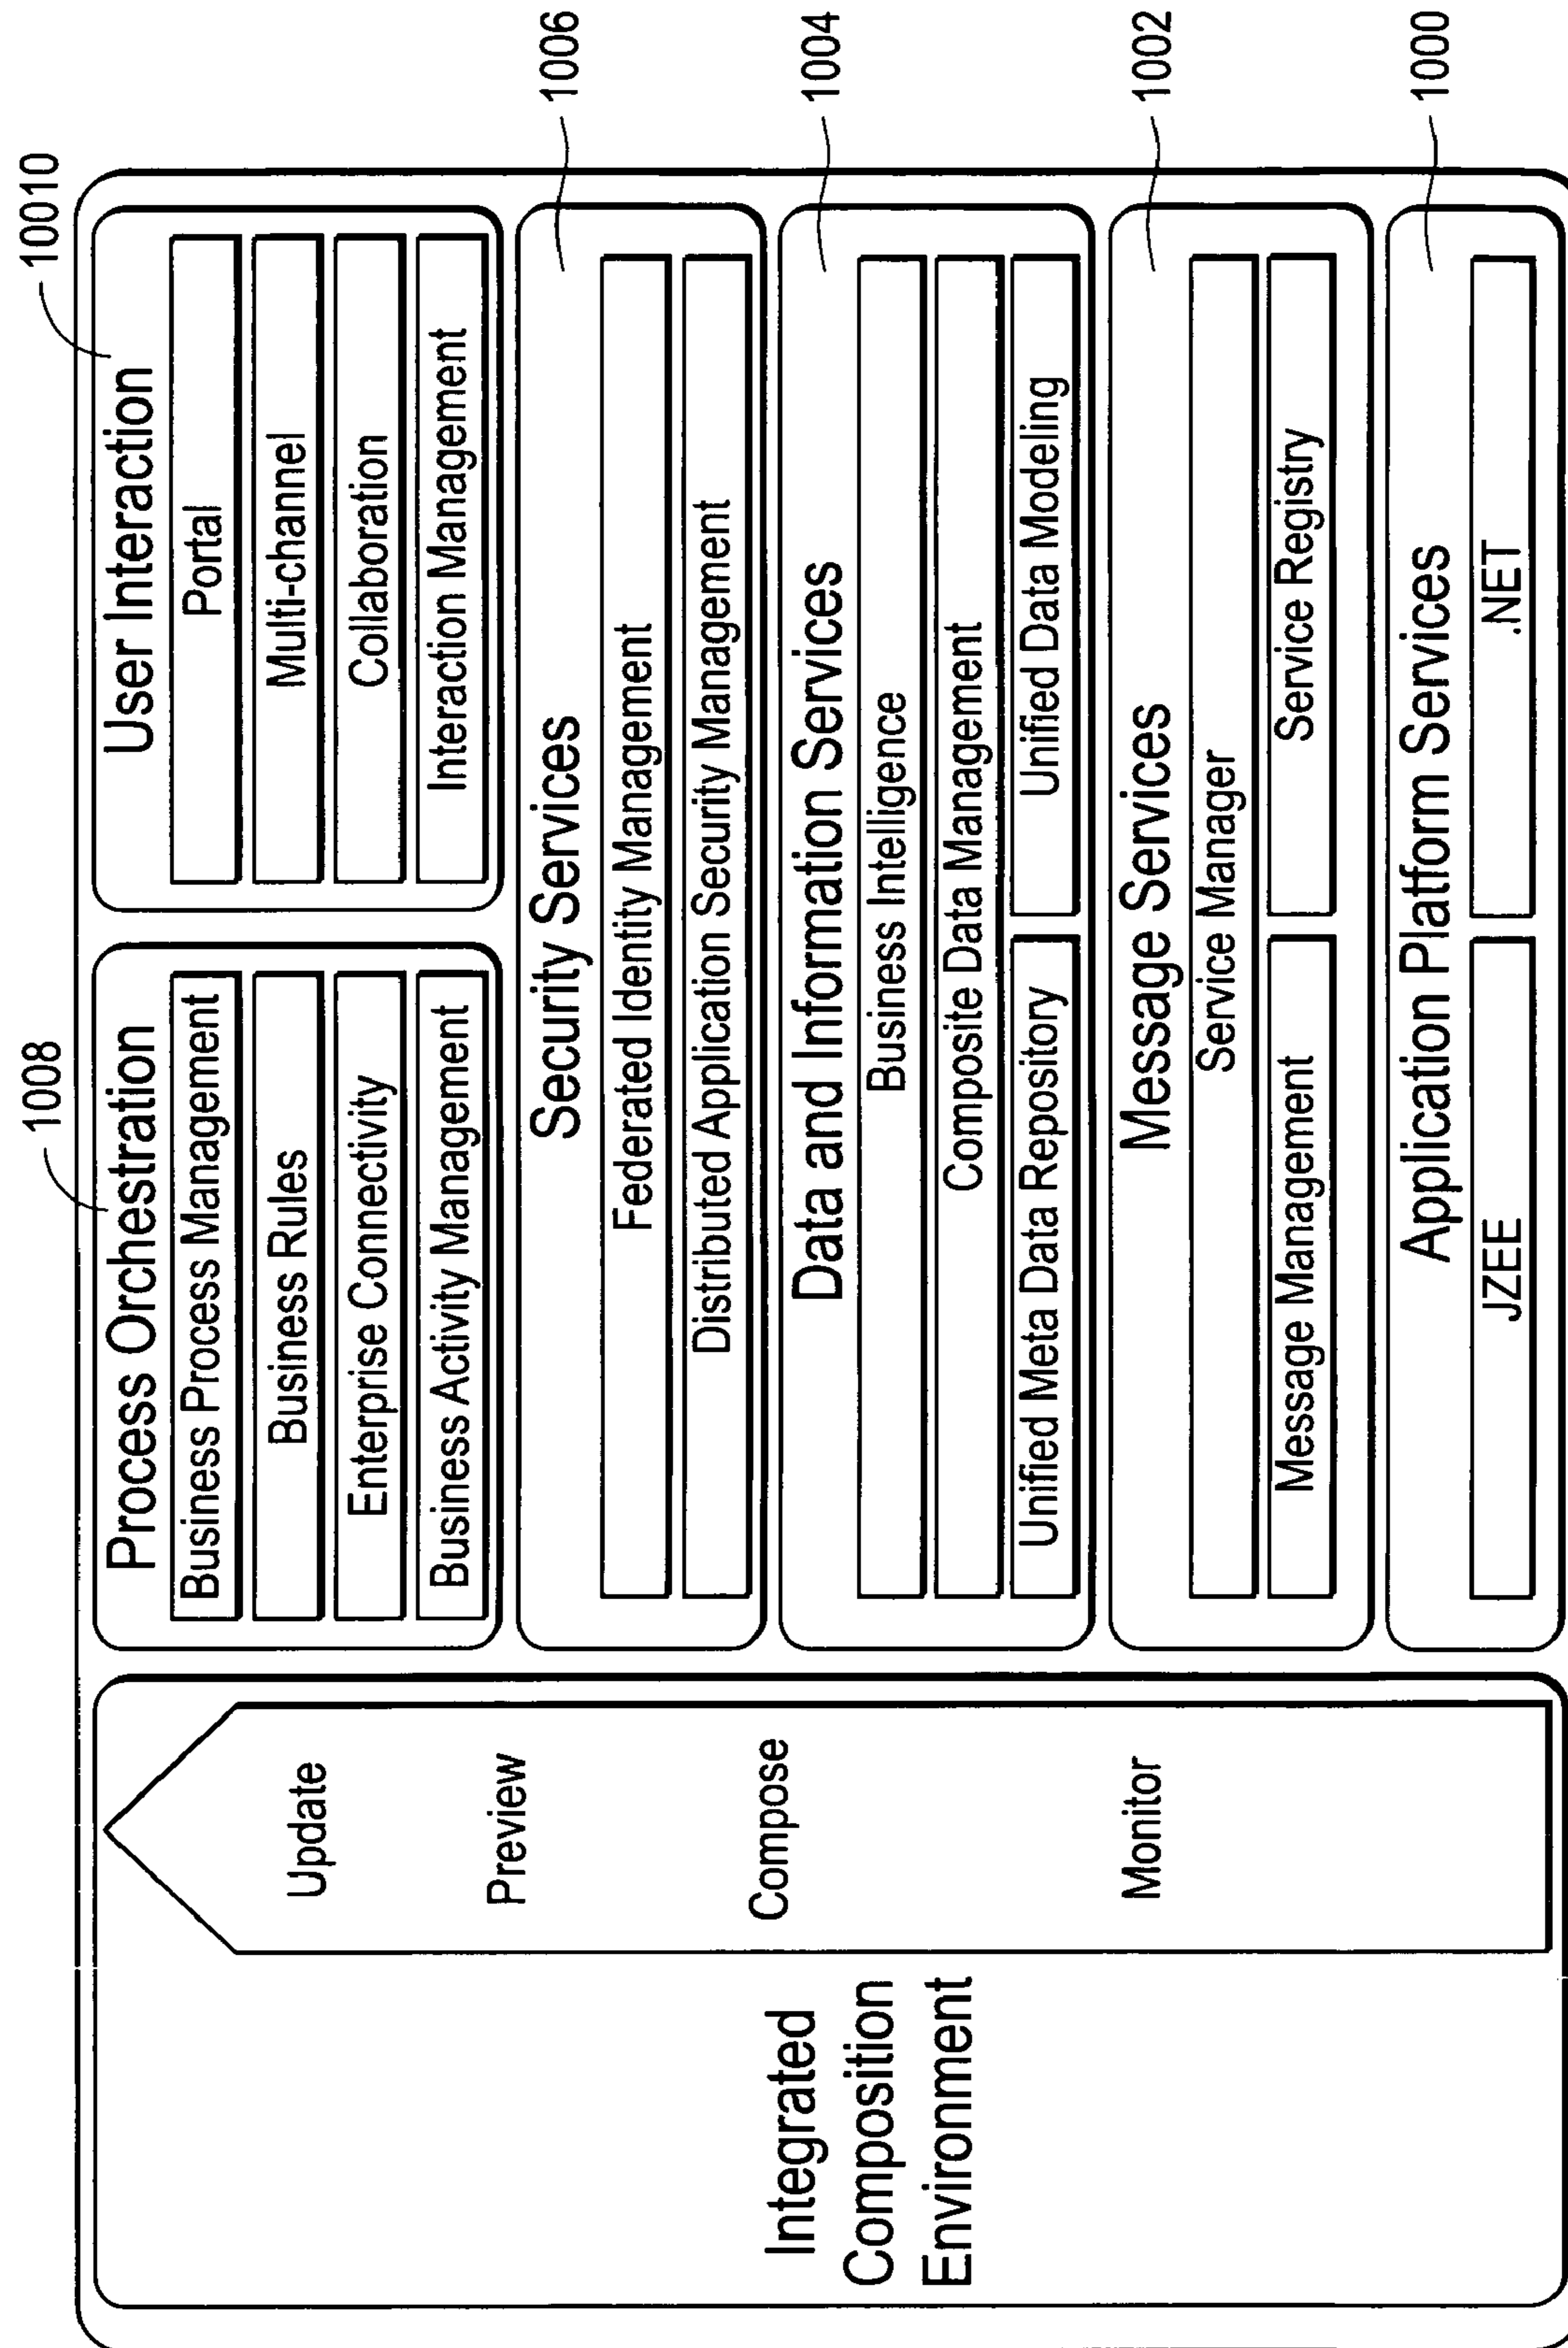 10010
1008
Process Orchestration
Business Process Management
Business Rules
Enterprise Connectivity
Business Activity Management
User Interaction
Portal
Multi-channel
Collaboration
Interaction Management
Security Services
1006
Federated Identity Management
Distributed Application Security Management
Data and Information Services
1004
Business Intelligence
Composite Data Management
Unified Meta Data Repository
Unified Data Modeling
Message Services
1002
Service Manager
Message Management
Service Registry
Application Platform Services
1000
JZEE
.NET
Integrated
Composition
Environment
Update
Preview
Compose
Monitor